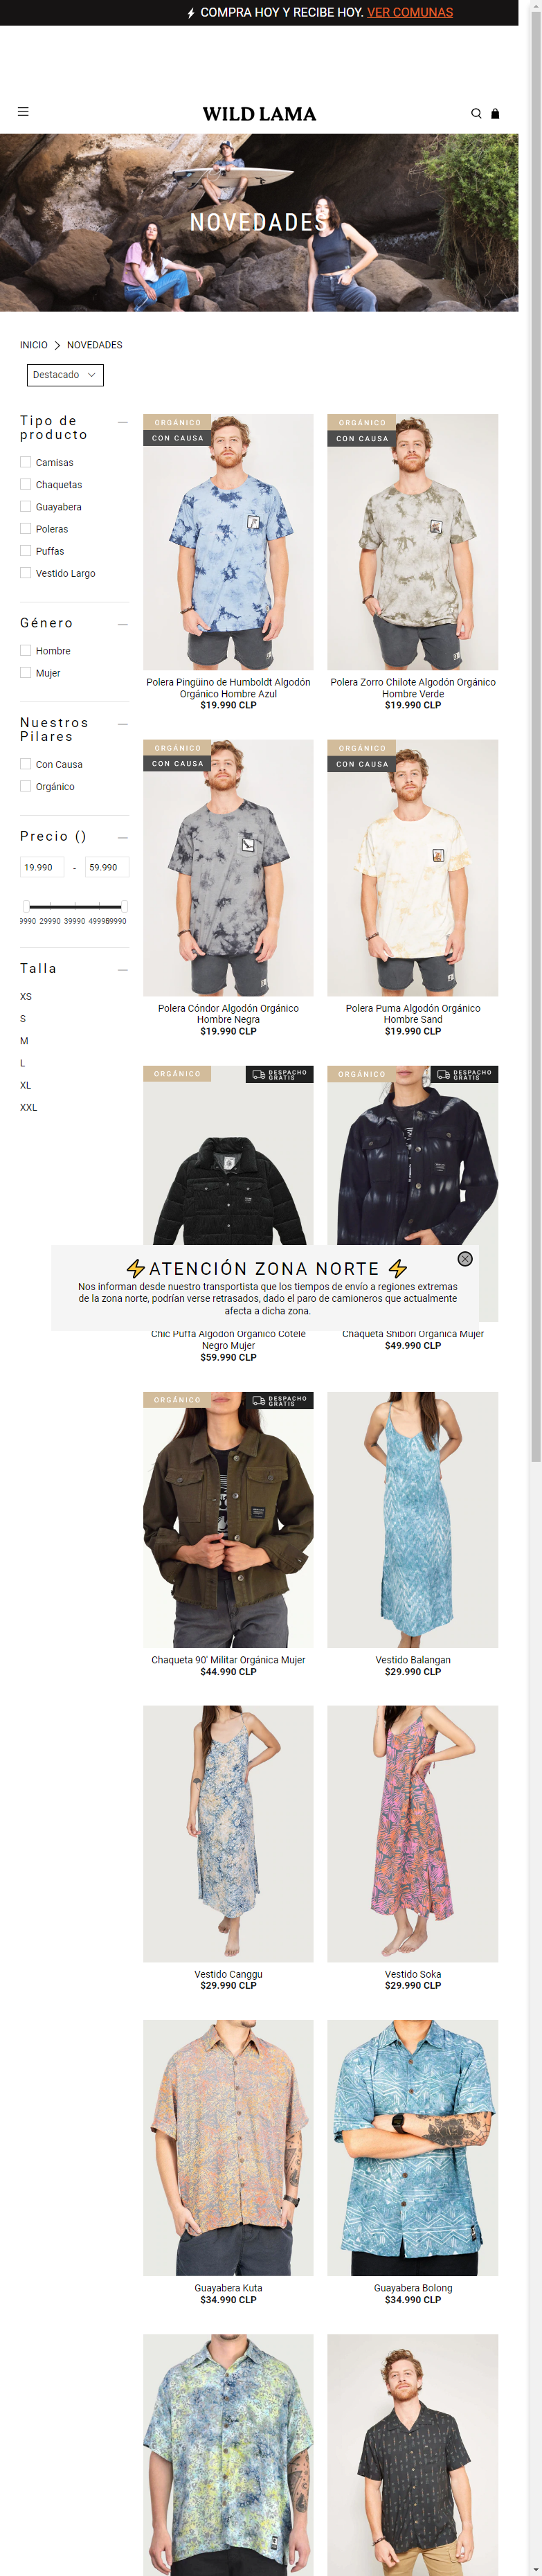 COMPRA HOY Y RECIBE HOY. VER COMUNAS
WILD LAMA
NOVEDADES
INICIO > NOVEDADES
Destacado
Tipo de
producto
Camisas
Chaquetas
Guayabera
Poleras
Puffas
Vestido Largo
Género
Hombre
Mujer
Nuestros
Pilares
Con Causa
Orgánico
Precio ()
19.990 - 59.990
29990 39990
Talla
XS
S
M
L
XL
XXL
ORGÁNICO
CON CAUSA
Polera Pingüino de Humboldt Algodón
Orgánico Hombre Azul
$19.990 CLP
ORGÁNICO
CON CAUSA
Polera Zorro Chilote Algodón Orgánico
Hombre Verde
$19.990 CLP
ORGÁNICO
CON CAUSA
Polera Cóndor Algodón Orgánico
Hombre Negra
$19.990 CLP
ORGÁNICO
CON CAUSA
Polera Puma Algodón Orgánico
Hombre Sand
$19.990 CLP
ORGÁNICO
DESPACHO
GRATIS
Chic Puffa Algodón Orgánico Cotelé
Negro Mujer
$59.990 CLP
ORGÁNICO
DESPACHO
GRATIS
Chaqueta Shibori Orgánica Mujer
$49.990 CLP
⚡ATENCIÓN ZONA NORTE ⚡
Nos informan desde nuestro transportista que los tiempos de envío a regiones extremas
de la zona norte, podrían verse retrasados, dado el paro de camioneros que actualmente
afecta a dicha zona.
ORGÁNICO
DESPACHO
GRATIS
Chaqueta 90' Militar Orgánica Mujer
$44.990 CLP
Vestido Balangan
$29.990 CLP
Vestido Canggu
$29.990 CLP
Vestido Soka
$29.990 CLP
Guayabera Kuta
$34.990 CLP
Guayabera Bolong
$34.990 CLP